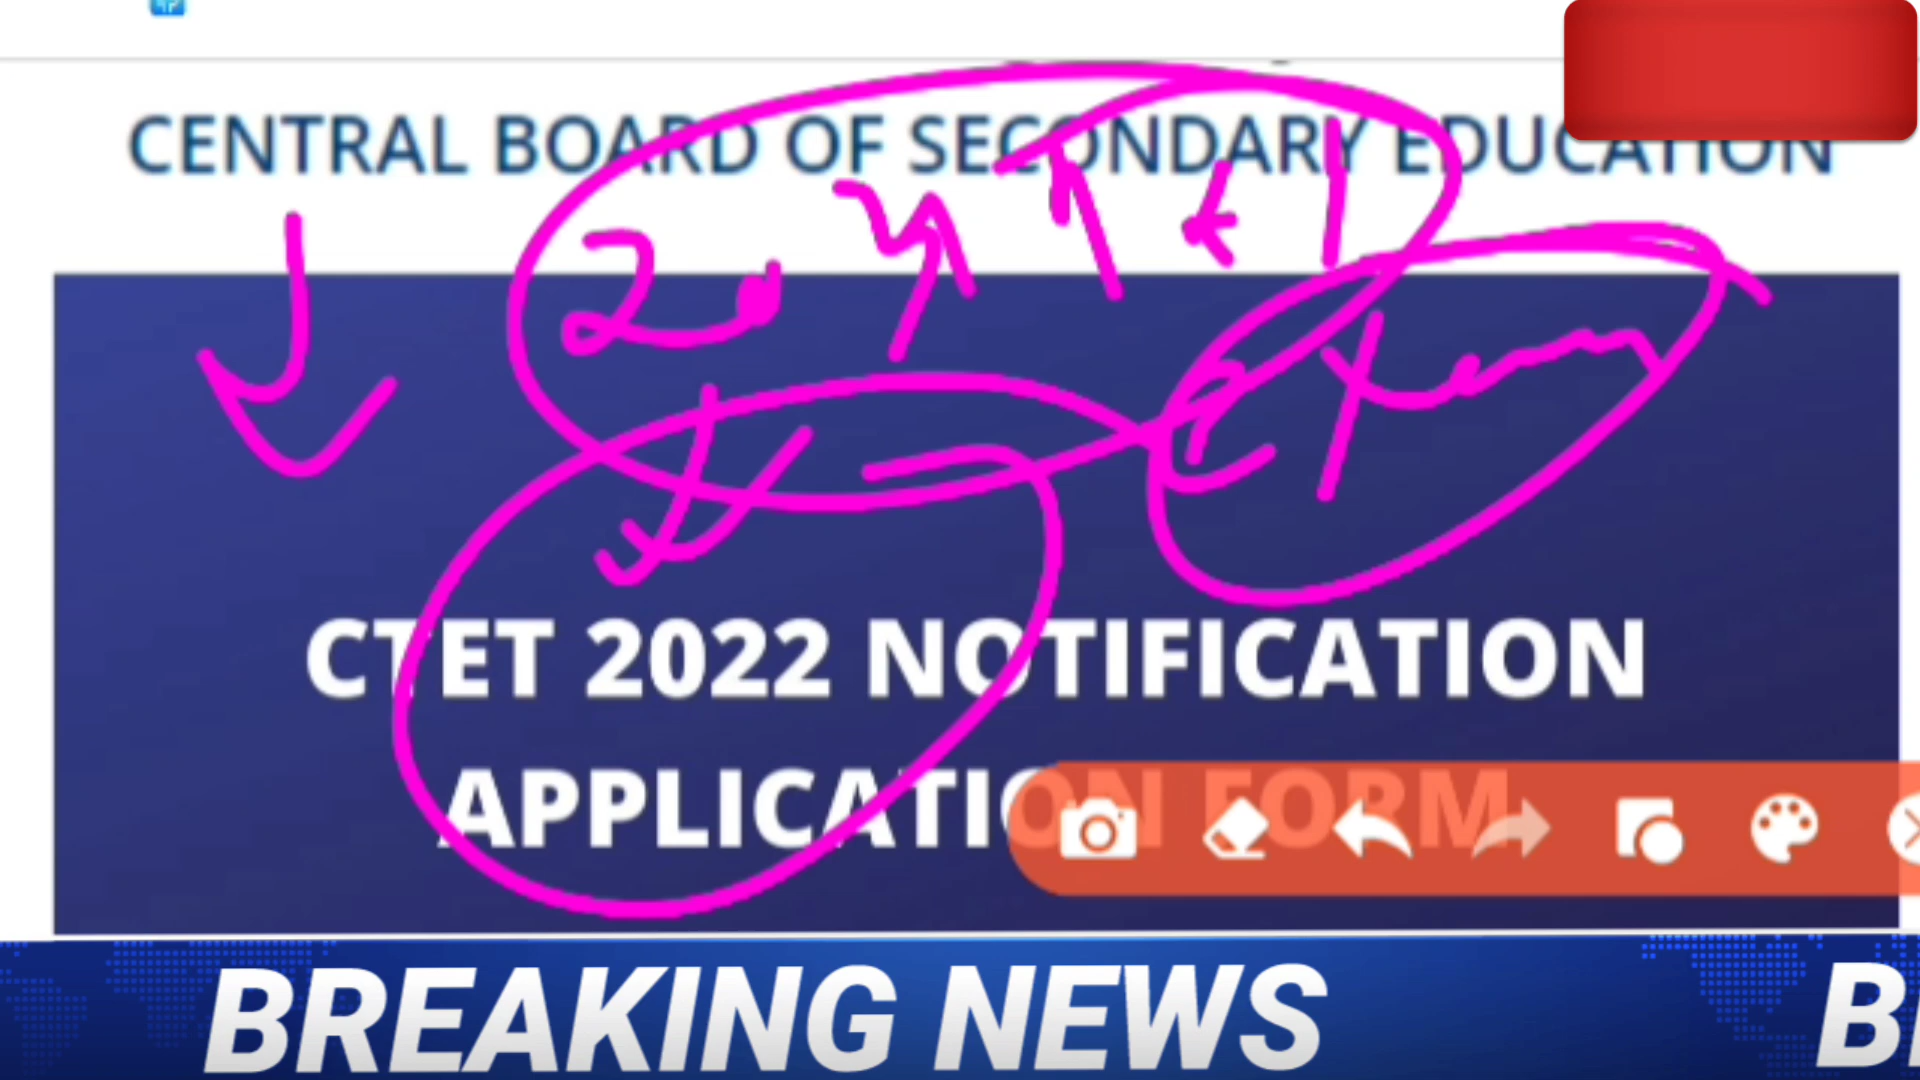 CENTRAL BOARD OF SECONDARY EDUCATION
CTET 2022 NOTIFICATION
APPLICATION FORM
BREAKING NEWS